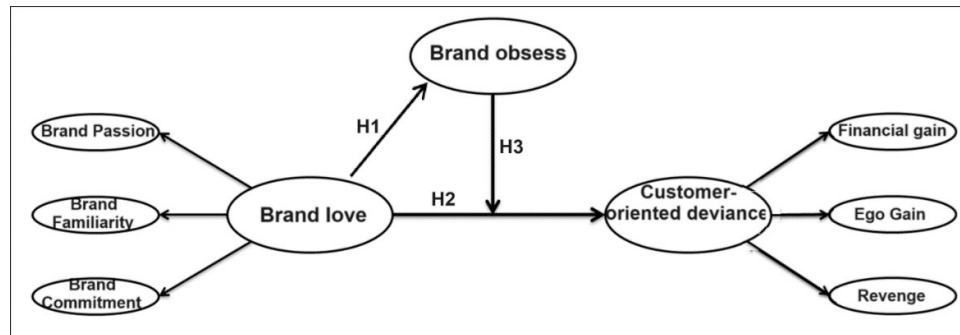 Brand obsess
Brand Passion
H1
H3
Financial gain
Brand
Familiarity
Brand love
H2
Customer-
oriented deviance
Ego Gain
Brand
Commitment
Revenge